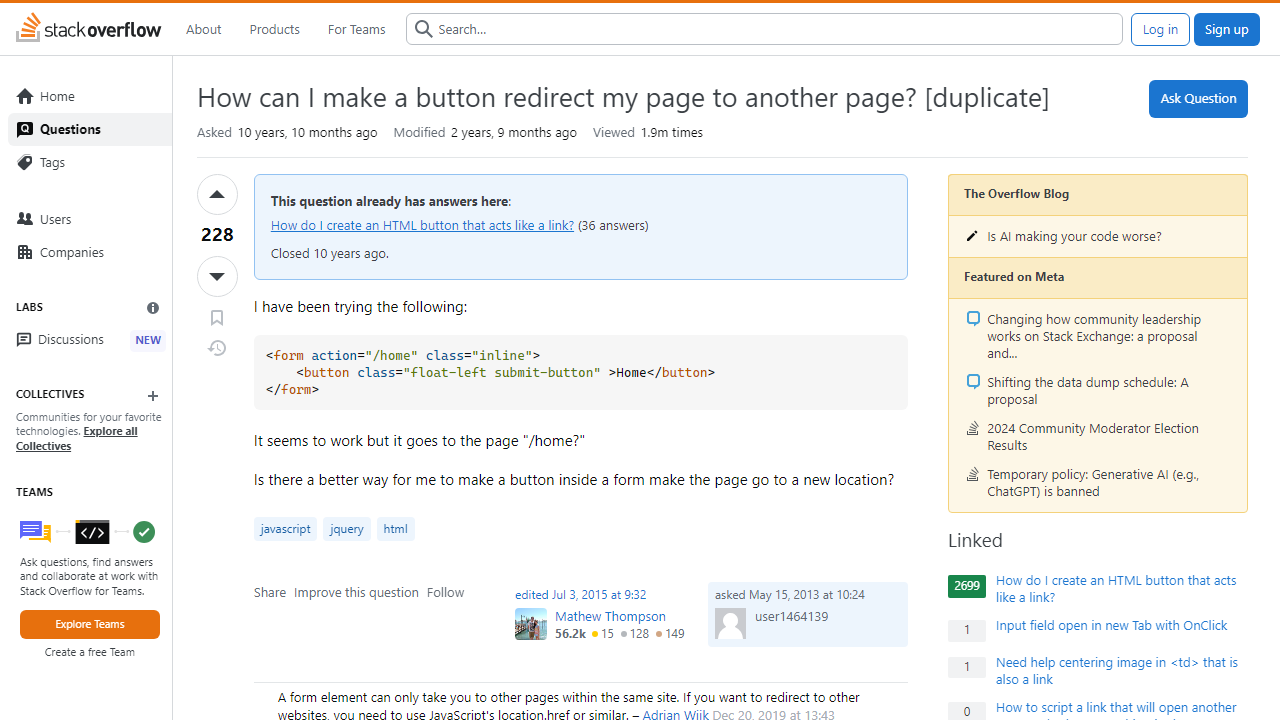 stackoverflow
About
Products
For Teams
Search...
Log in
Sign up
Home
Questions
Tags
Users
Companies
LABS
Discussions
NEW
COLLECTIVES
Communities for your favorite
technologies. Explore all
Collectives
TEAMS
Ask questions, find answers
and collaborate at work with
Stack Overflow for Teams.
Explore Teams
Create a free Team
How can I make a button redirect my page to another page? [duplicate]
Ask Question
Asked 10 years, 10 months ago Modified 2 years, 9 months ago Viewed 1.9m times
228
This question already has answers here:
How do I create an HTML button that acts like a link? (36 answers)
Closed 10 years ago.
I have been trying the following:
<form action="/home" class="inline">
    <button class="float-left submit-button" >Home</button>
</form>
It seems to work but it goes to the page "/home?"
Is there a better way for me to make a button inside a form make the page go to a new location?
javascript
jquery
html
Share Improve this question Follow
edited Jul 3, 2015 at 9:32
Mathew Thompson
56.2k 15 128 149
asked May 15, 2013 at 10:24
user1464139
A form element can only take you to other pages within the same site. If you want to redirect to other
websites, you need to use JavaScript's location.href or similar. – Adrian Wiik Dec 20, 2019 at 13:43
The Overflow Blog
Is AI making your code worse?
Featured on Meta
Changing how community leadership
works on Stack Exchange: a proposal
and...
Shifting the data dump schedule: A
proposal
2024 Community Moderator Election
Results
Temporary policy: Generative AI (e.g.,
ChatGPT) is banned
Linked
2699
How do I create an HTML button that acts
like a link?
1
Input field open in new Tab with OnClick
1
Need help centering image in <td> that is
also a link
0
How to script a link that will open another